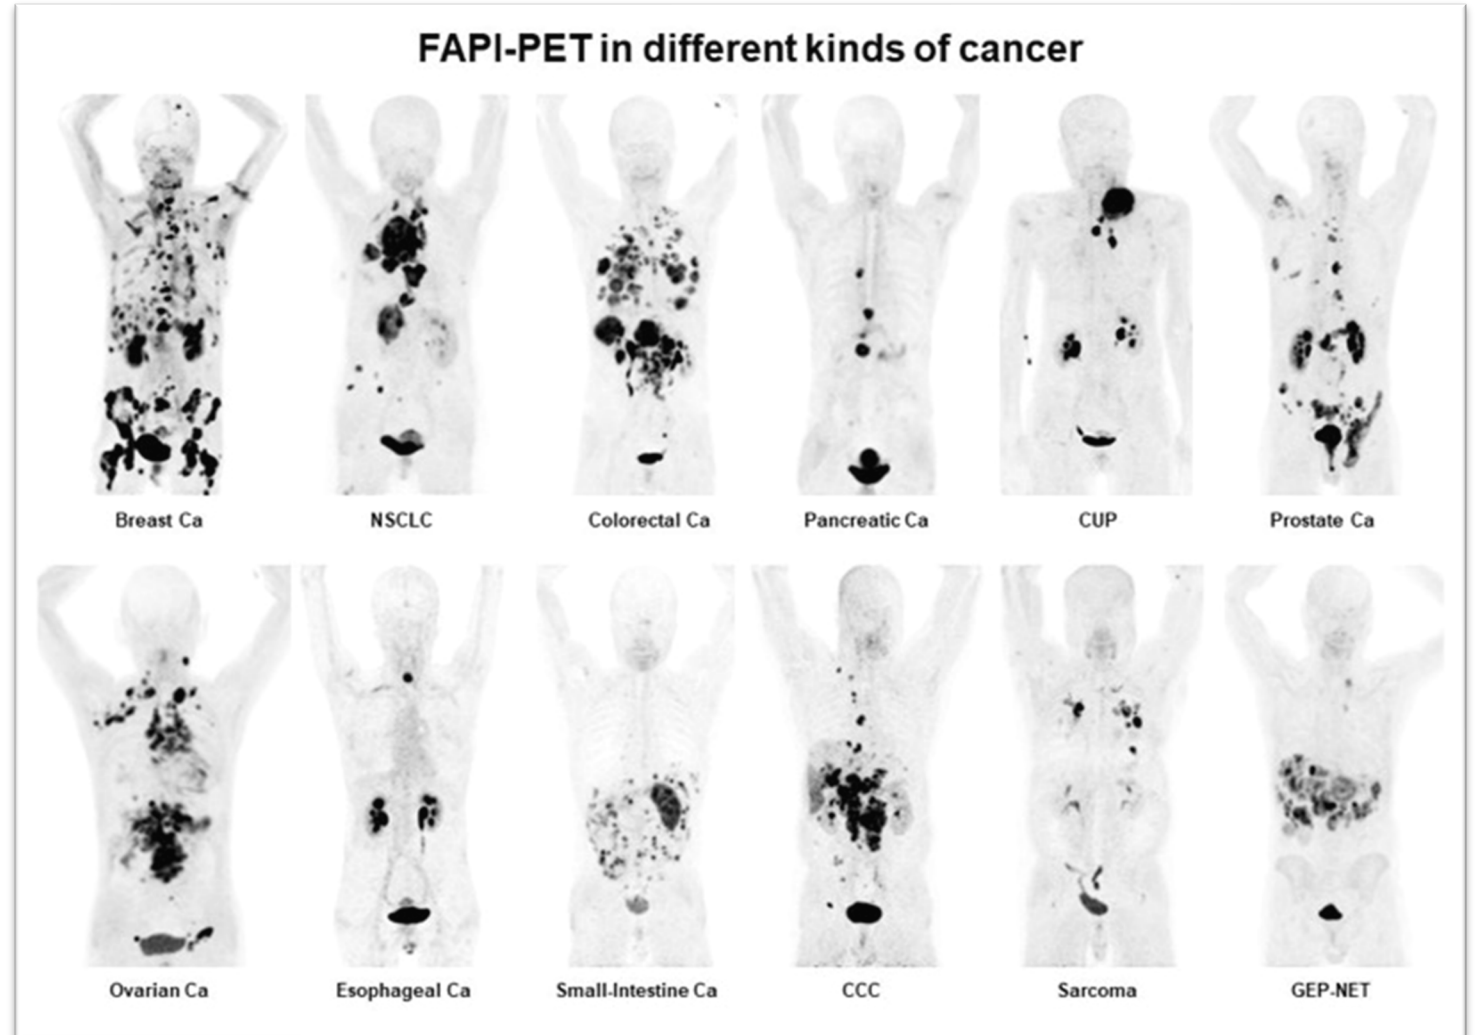 FAPI-PET in different kinds of cancer
Breast Ca
NSCLC
Colorectal Ca
Pancreatic Ca
CUP
Prostate Ca
Ovarian Ca
Esophageal Ca
Small-Intestine Ca
CCC
Sarcoma
GEP-NET